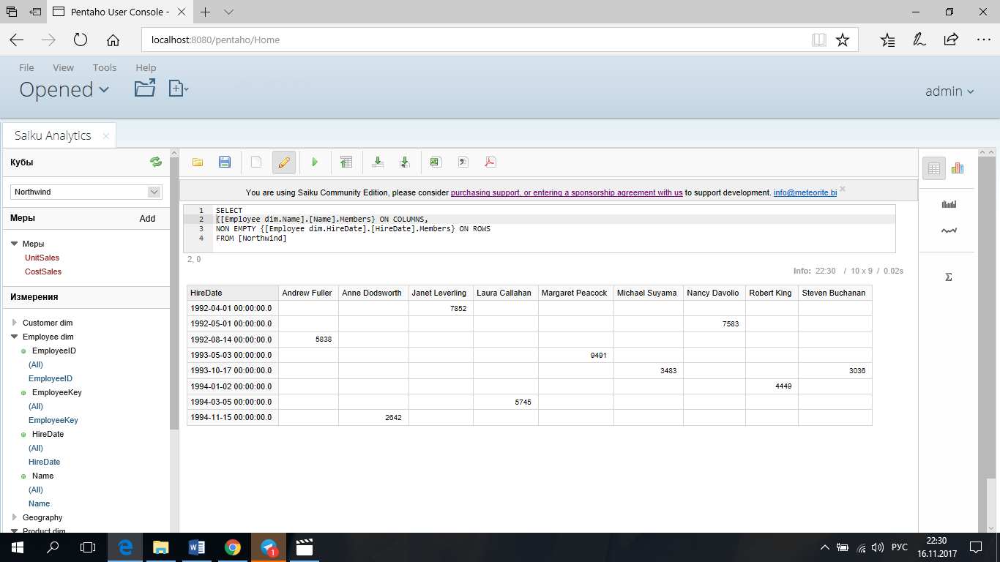 Pentaho User Console -
localhost:8080/pentaho/Home
File View Tools Help
Opened
admin
Saiku Analytics
Кубы
Northwind
Меры Add
Меры
UnitSales
CostSales
Измерения
Customer dim
Employee dim
EmployeeID
(All)
EmployeeID
EmployeeKey
(All)
EmployeeKey
HireDate
(All)
HireDate
Name
(All)
Name
Geography
Product dim
You are using Saiku Community Edition, please consider purchasing support, or entering a sponsorship agreement with us to support development. info@meteorite.bi
1 SELECT
2 {[Employee dim.Name].[Name].Members} ON COLUMNS,
3 NON EMPTY {[Employee dim.HireDate].[HireDate].Members} ON ROWS
4 FROM [Northwind]
2, 0
Info: 22:30 / 10 x 9 / 0.02s
HireDate Andrew Fuller Anne Dodsworth Janet Leverling Laura Callahan Margaret Peacock Michael Suyama Nancy Davolio Robert King Steven Buchanan
1992-04-01 00:00:00.0 7852
1992-05-01 00:00:00.0 7583
1992-08-14 00:00:00.0 5838
1993-05-03 00:00:00.0 9491
1993-10-17 00:00:00.0 3483 3036
1994-01-02 00:00:00.0 4449
1994-03-05 00:00:00.0 5745
1994-11-15 00:00:00.0 2642
Σ
1
РУС
22:30
16.11.2017